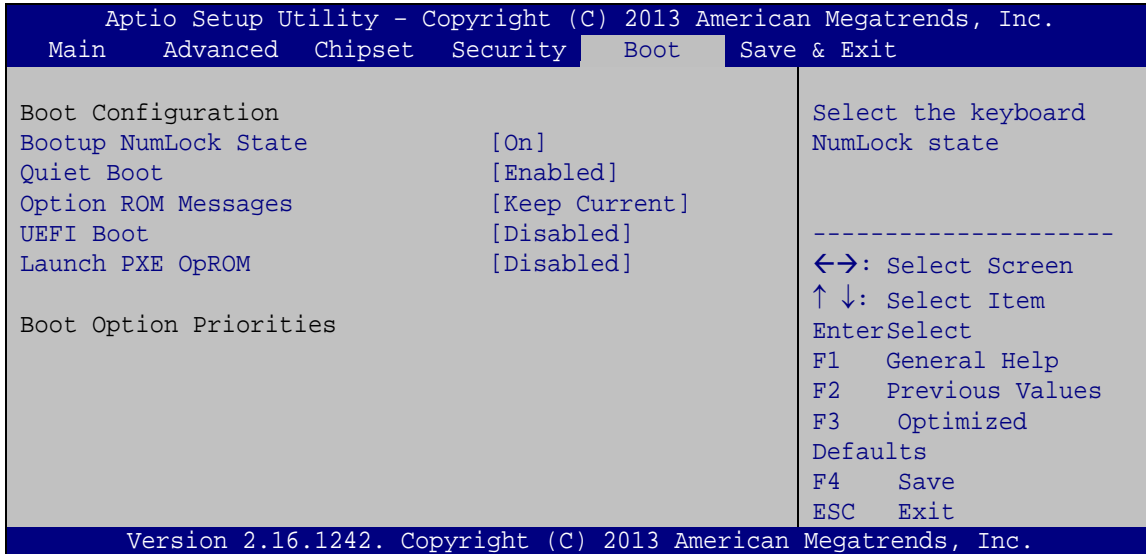 Aptio Setup Utility – Copyright (C) 2013 American Megatrends, Inc.
Main Advanced Chipset Security Boot Save & Exit
Boot Configuration
Bootup NumLock State [On]
Quiet Boot [Enabled]
Option ROM Messages [Keep Current]
UEFI Boot [Disabled]
Launch PXE OpROM [Disabled]
Boot Option Priorities
Select the keyboard
NumLock state
---------------------
←→: Select Screen
↑ ↓: Select Item
EnterSelect
F1 General Help
F2 Previous Values
F3 Optimized
Defaults
F4 Save
ESC Exit
Version 2.16.1242. Copyright (C) 2013 American Megatrends, Inc.